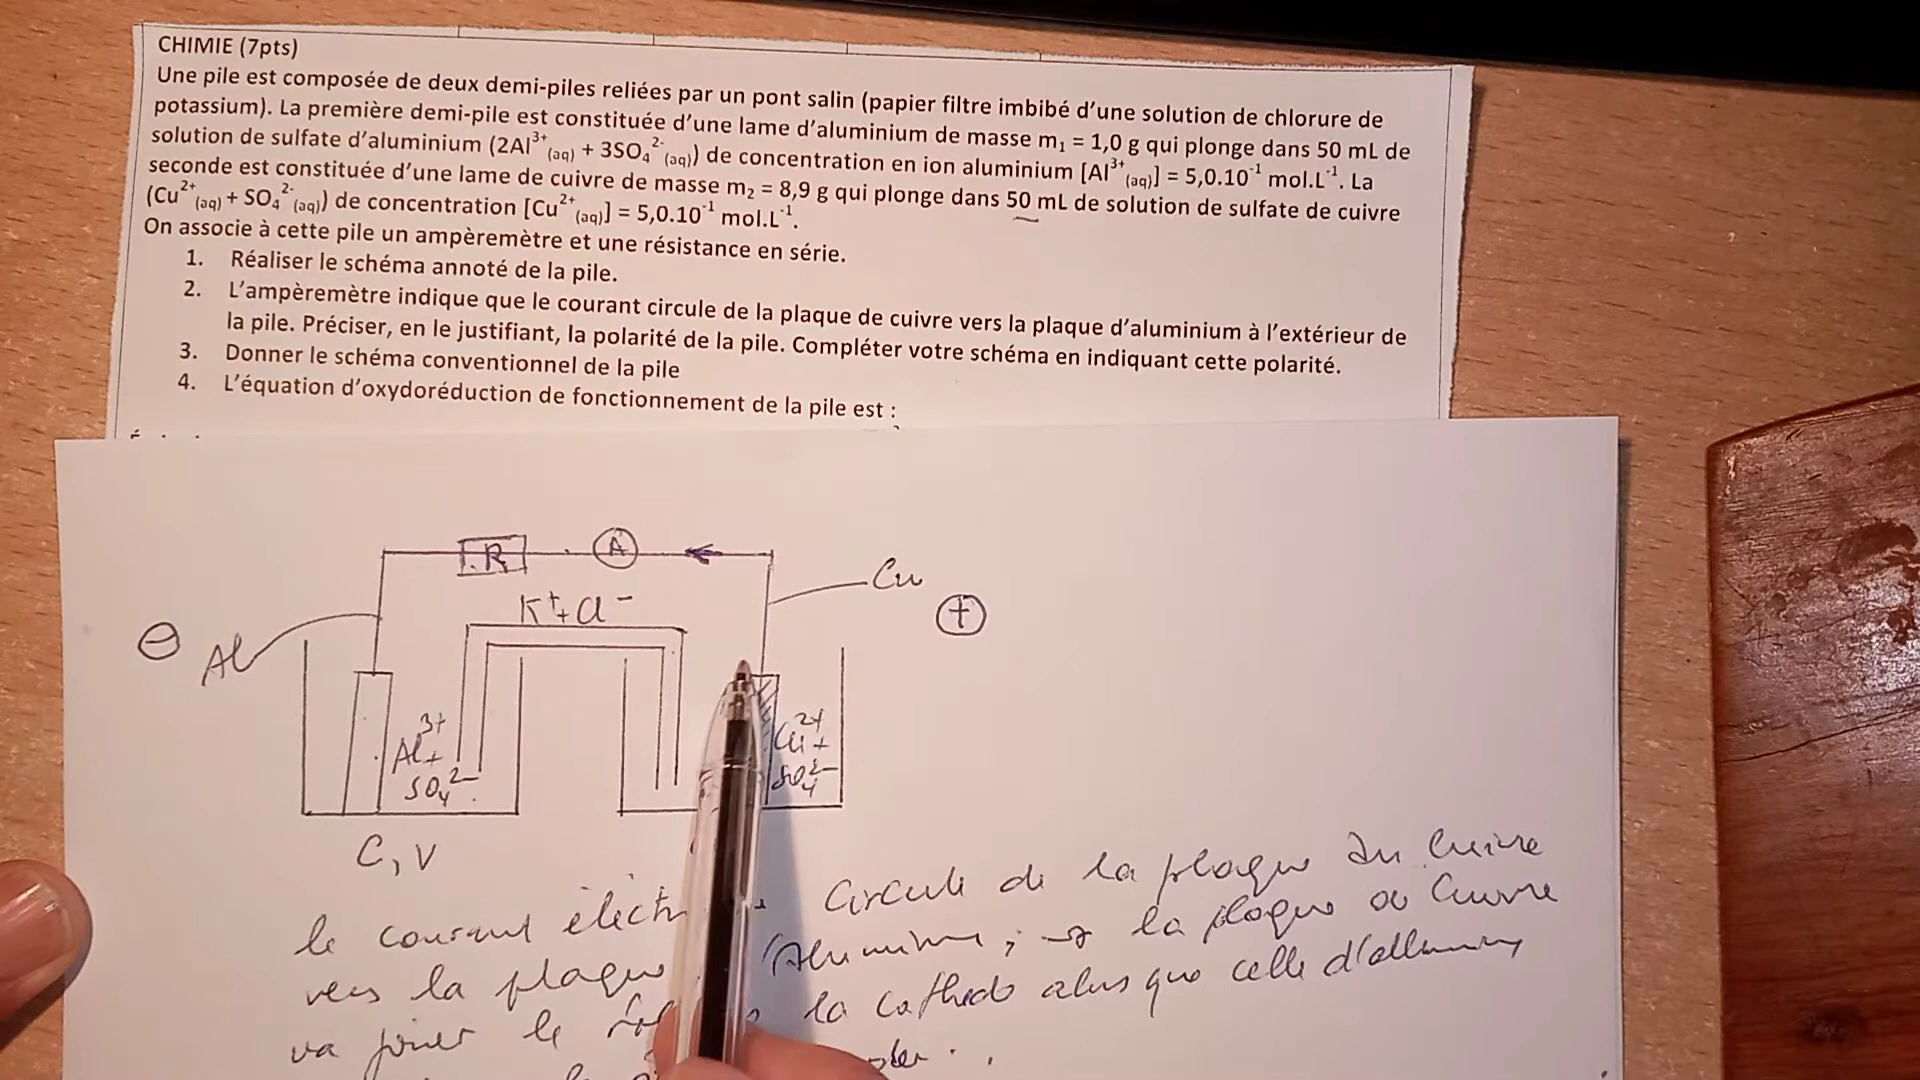 CHIMIE (7pts)
Une pile est composée de deux demi-piles reliées par un pont salin (papier filtre imbibé d'une solution de chlorure de
potassium). La première demi-pile est constituée d'une lame d'aluminium de masse m₁ = 1,0 g qui plonge dans 50 mL de
solution de sulfate d'aluminium (2Al³⁺(aq) + 3SO₄²⁻(aq)) de concentration en ion aluminium [Al³⁺(aq)] = 5,0.10⁻¹ mol.L⁻¹. La
seconde est constituée d'une lame de cuivre de masse m₂ = 8,9 g qui plonge dans 50 mL de solution de sulfate de cuivre
(Cu²⁺(aq) + SO₄²⁻(aq)) de concentration [Cu²⁺(aq)] = 5,0.10⁻¹ mol.L⁻¹.
On associe à cette pile un ampèremètre et une résistance en série.
1. Réaliser le schéma annoté de la pile.
2. L'ampèremètre indique que le courant circule de la plaque de cuivre vers la plaque d'aluminium à l'extérieur de
la pile. Préciser, en le justifiant, la polarité de la pile. Compléter votre schéma en indiquant cette polarité.
3. Donner le schéma conventionnel de la pile
4. L'équation d'oxydoréduction de fonctionnement de la pile est :
R A
Cu
K⁺ + Cl⁻
+
− Al
Al³⁺ + Cu²⁺ +
SO₄²⁻ SO₄²⁻
C, V
le courant circule de la plaque du Cuivre
vers la plaque Aluminium ; → la plaque de Cuivre
va jouer le la cathode alors que celle